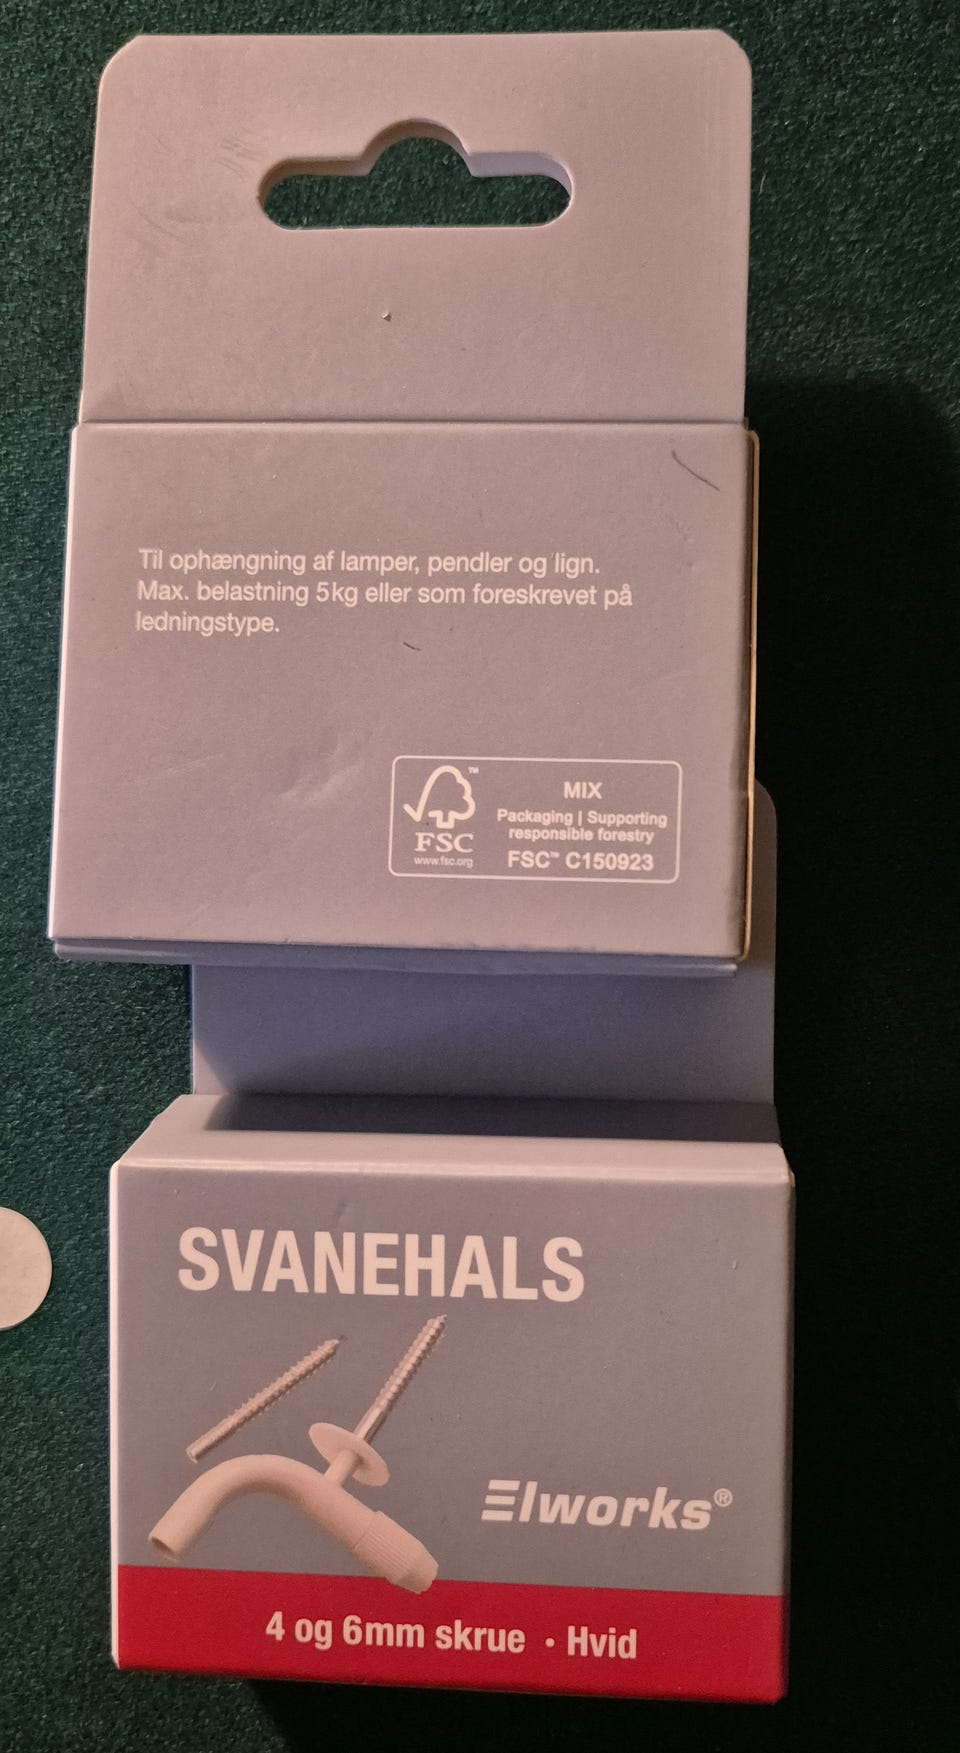 Til ophængning af lamper, pendler og lign.
Max. belastning 5kg eller som foreskrevet på
ledningstype.
FSC™
www.fsc.org
MIX
Packaging | Supporting
responsible forestry
FSC™ C150923
SVANEHALS
Elworks®
4 og 6mm skrue • Hvid